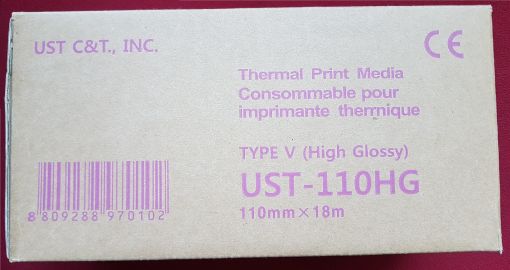 UST C&T., INC.
CE
Thermal Print Media
Consommable pour
imprimante thermique
TYPE V (High Glossy)
UST-110HG
110mm×18m
8 809288 970102